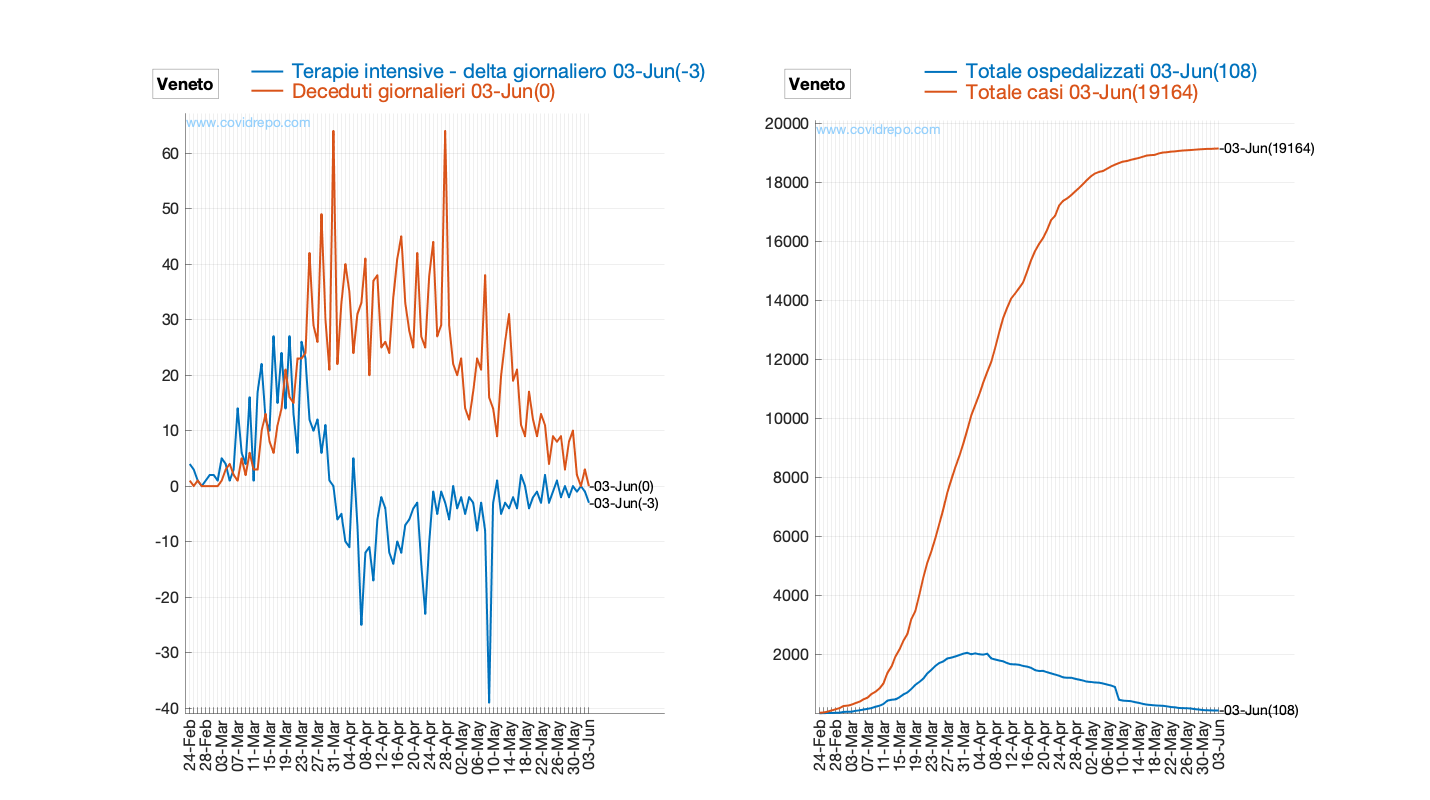 Veneto
Terapie intensive - delta giornaliero 03-Jun(-3)
Deceduti giornalieri 03-Jun(0)
www.covidrepo.com
60
50
40
30
20
10
0
-10
-20
-30
-40
-03-Jun(0)
-03-Jun(-3)
24-Feb
28-Feb
03-Mar
07-Mar
11-Mar
15-Mar
19-Mar
23-Mar
27-Mar
31-Mar
04-Apr
08-Apr
12-Apr
16-Apr
20-Apr
24-Apr
28-Apr
02-May
06-May
10-May
14-May
18-May
22-May
26-May
30-May
03-Jun
Veneto
Totale ospedalizzati 03-Jun(108)
Totale casi 03-Jun(19164)
www.covidrepo.com
20000
18000
16000
14000
12000
10000
8000
6000
4000
2000
-03-Jun(19164)
-03-Jun(108)
24-Feb
28-Feb
03-Mar
07-Mar
11-Mar
15-Mar
19-Mar
23-Mar
27-Mar
31-Mar
04-Apr
08-Apr
12-Apr
16-Apr
20-Apr
24-Apr
28-Apr
02-May
06-May
10-May
14-May
18-May
22-May
26-May
30-May
03-Jun